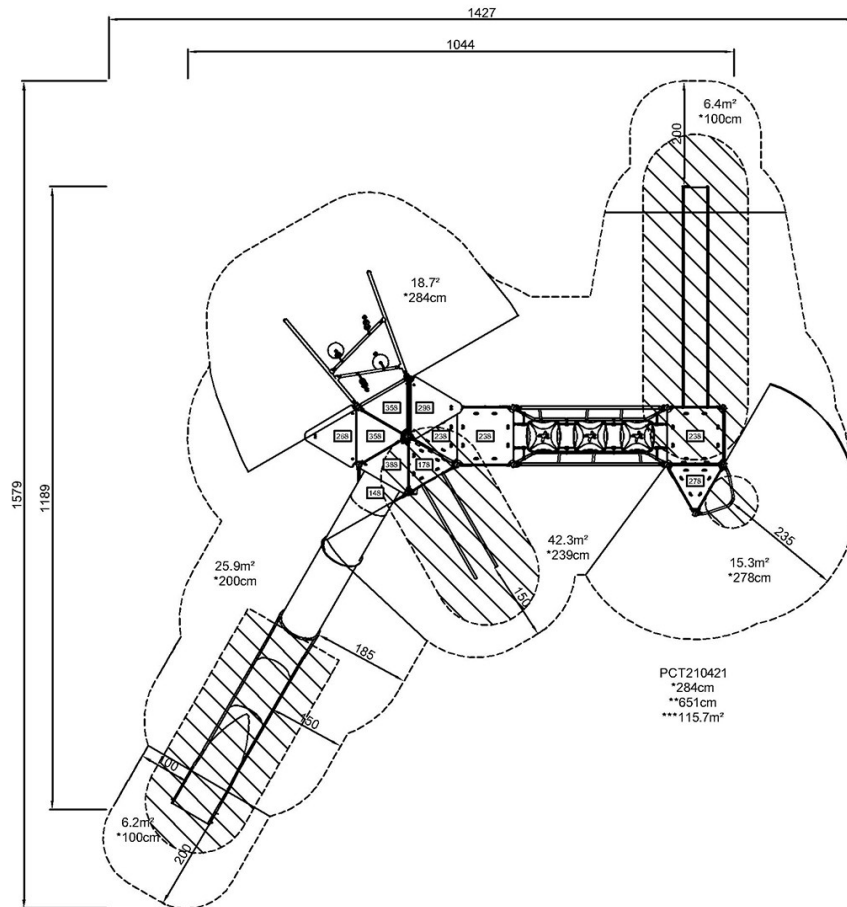 1427
1044
6.4m²
*100cm
200
18.7²
*284cm
1579
1189
358
298
268
358
238
238
238
388
178
148
278
42.3m²
*239cm
235
15.3m²
*278cm
25.9m²
*200cm
150
185
PCT210421
*284cm
**651cm
***115.7m²
150
100
6.2m²
*100cm
200